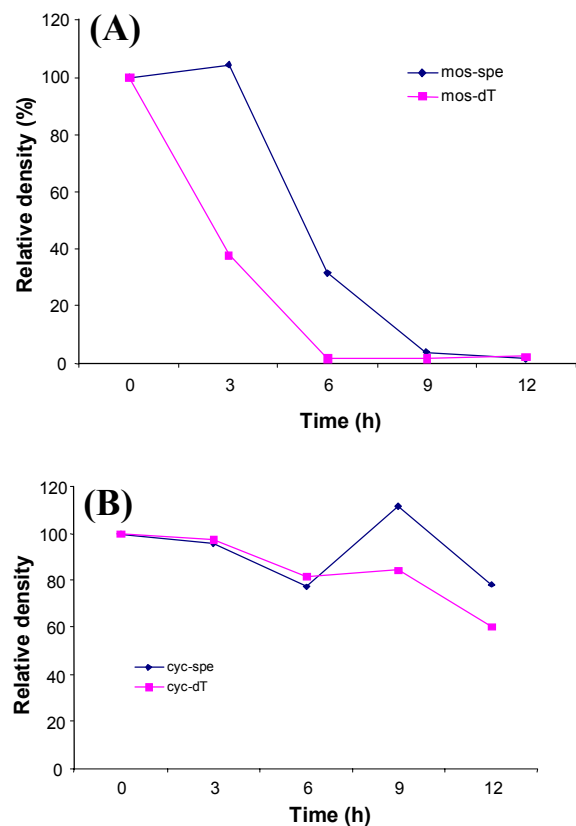 (A)
120
100
80
60
40
20
0
Relative density (%)
mos-spe
mos-dT
0 3 6 9 12
Time (h)
(B)
120
100
80
60
40
20
0
Relative density
cyc-spe
cyc-dT
0 3 6 9 12
Time (h)